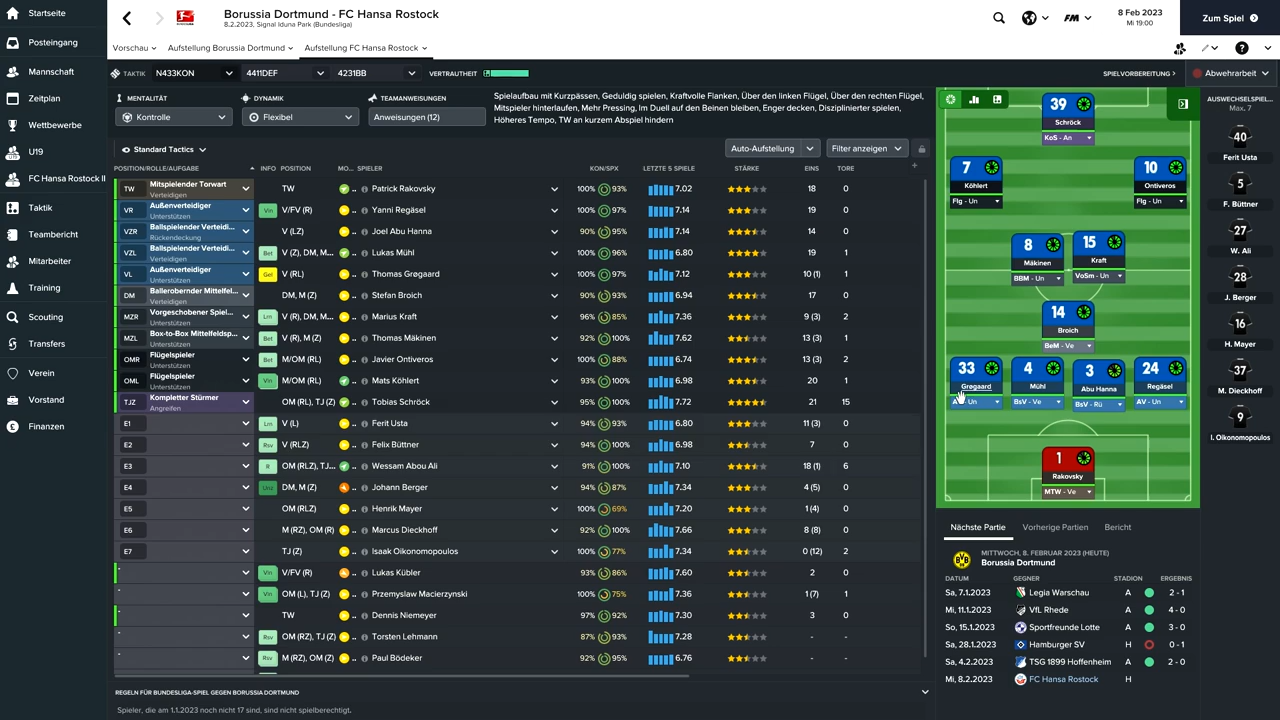 Startseite
Posteingang
Mannschaft
Zeitplan
Wettbewerbe
U19
FC Hansa Rostock II
Taktik
Teambericht
Mitarbeiter
Training
Scouting
Transfers
Verein
Vorstand
Finanzen
Borussia Dortmund - FC Hansa Rostock
8.2.2023, Signal Iduna Park (Bundesliga)
FM
8 Feb 2023
Mi 19:00
Zum Spiel
Vorschau
Aufstellung Borussia Dortmund
Aufstellung FC Hansa Rostock
TAKTIK
N433KON
4411DEF
4231BB
VERTRAUTHEIT
SPIELVORBEREITUNG >
Abwehrarbeit
MENTALITÄT
Kontrolle
DYNAMIK
Flexibel
TEAMANWEISUNGEN
Anweisungen (12)
Spielaufbau mit Kurzpässen, Geduldig spielen, Kraftvolle Flanken, Über den linken Flügel, Über den rechten Flügel,
Mitspieler hinterlaufen, Mehr Pressing, Im Duell auf den Beinen bleiben, Enger decken, Disziplinierter spielen,
Höheres Tempo, TW an kurzem Abspiel hindern
Standard Tactics
Auto-Aufstellung
Filter anzeigen
POSITION/ROLLE/AUFGABE INFO POSITION MO... SPIELER KON/SPX LETZTE 5 SPIELE STÄRKE EINS TORE
TW Mitspielender Torwart Verteidigen TW Patrick Rakovsky 100% 93% 7.02 18 0
VR Außenverteidiger Unterstützen Vin V/FV (R) Yanni Regäsel 100% 97% 7.14 19 0
VZR Ballspielender Verteidi... Rückendeckung V (LZ) Joel Abu Hanna 90% 95% 7.14 14 0
VZL Ballspielender Verteidi... Verteidigen Bet V (Z), DM, M... Lukas Mühl 100% 96% 6.80 19 1
VL Außenverteidiger Unterstützen Gel V (RL) Thomas Grøgaard 100% 97% 7.12 10 (1) 1
DM Ballerobernder Mittelfel... Verteidigen DM, M (Z) Stefan Broich 90% 93% 6.94 17 0
MZR Vorgeschobener Spiel... Unterstützen Lrn V (R), DM, M... Marius Kraft 96% 85% 7.36 9 (3) 2
MZL Box-to-Box Mittelfeldsp... Unterstützen V (R), M (Z) Thomas Mäkinen 92% 100% 7.62 13 (3) 1
OMR Flügelspieler Unterstützen Bet M/OM (RL) Javier Ontiveros 100% 88% 6.74 13 (3) 2
OML Flügelspieler Unterstützen Vin M/OM (RL) Mats Köhlert 93% 100% 6.98 20 1
TJZ Kompletter Stürmer Angreifen OM (RL), TJ (Z) Tobias Schröck 95% 100% 7.72 21 15
E1 Lrn V (L) Ferit Usta 94% 93% 6.80 11 (3) 0
E2 Rsv V (RLZ) Felix Büttner 94% 100% 6.98 7 0
E3 R OM (RLZ), TJ... Wessam Abou Ali 91% 100% 7.10 18 (1) 6
E4 Unz DM, M (Z) Johann Berger 94% 87% 7.34 4 (5) 0
E5 OM (RLZ) Henrik Mayer 100% 69% 7.20 1 (4) 0
E6 M (RZ), OM (R) Marcus Dieckhoff 92% 100% 7.66 8 (8) 0
E7 TJ (Z) Isaak Oikonomopoulos 100% 77% 7.34 0 (12) 2
- Vin V/FV (R) Lukas Kübler 93% 86% 7.60 2 0
- Vin OM (L), TJ (Z) Przemyslaw Macierzynski 100% 75% 7.36 1 (7) 1
- TW Dennis Niemeyer 97% 92% 7.30 3 0
- Rsv OM (RZ), TJ (Z) Torsten Lehmann 87% 93% 7.28 - -
- Rsv M (RZ), OM (Z) Paul Bödeker 92% 95% 6.76 - -
REGELN FÜR BUNDESLIGA-SPIEL GEGEN BORUSSIA DORTMUND
Spieler, die am 1.1.2023 noch nicht 17 sind, sind nicht spielberechtigt.
39
Schröck
KoS - An
7
Köhlert
Flg - Un
10
Ontiveros
Flg - Un
8
Mäkinen
BBM - Un
15
Kraft
VoSm - Un
14
Broich
BeM - Ve
33
Grøgaard
AV - Un
4
Mühl
BsV - Ve
3
Abu Hanna
BsV - Rü
24
Regäsel
AV - Un
1
Rakovsky
MTW - Ve
AUSWECHSELSPIEL...
Max. 7
40
Ferit Usta
5
F. Büttner
27
W. Ali
28
J. Berger
16
H. Mayer
37
M. Dieckhoff
9
I. Oikonomopoulos
Nächste Partie
Vorherige Partien
Bericht
MITTWOCH, 8. FEBRUAR 2023 (HEUTE)
Borussia Dortmund
DATUM GEGNER STADION ERGEBNIS
Sa, 7.1.2023 Legia Warschau A 2 - 1
Mi, 11.1.2023 VfL Rhede A 4 - 0
So, 15.1.2023 Sportfreunde Lotte A 3 - 0
Sa, 28.1.2023 Hamburger SV H 0 - 1
Sa, 4.2.2023 TSG 1899 Hoffenheim A 2 - 0
Mi, 8.2.2023 FC Hansa Rostock H